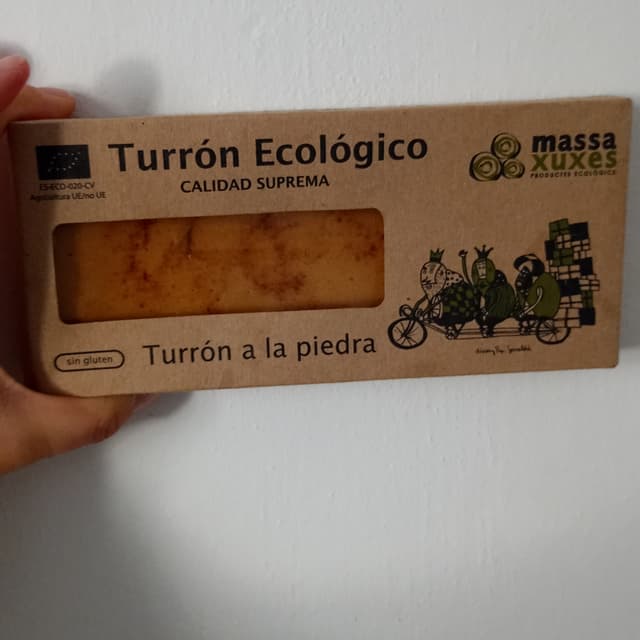 Turrón Ecológico
CALIDAD SUPREMA
ES-ECO-020-CV
Agricultura UE/no UE
massa
xuxes
PRODUCTES ECOLÒGICS
sin gluten
Turrón a la piedra